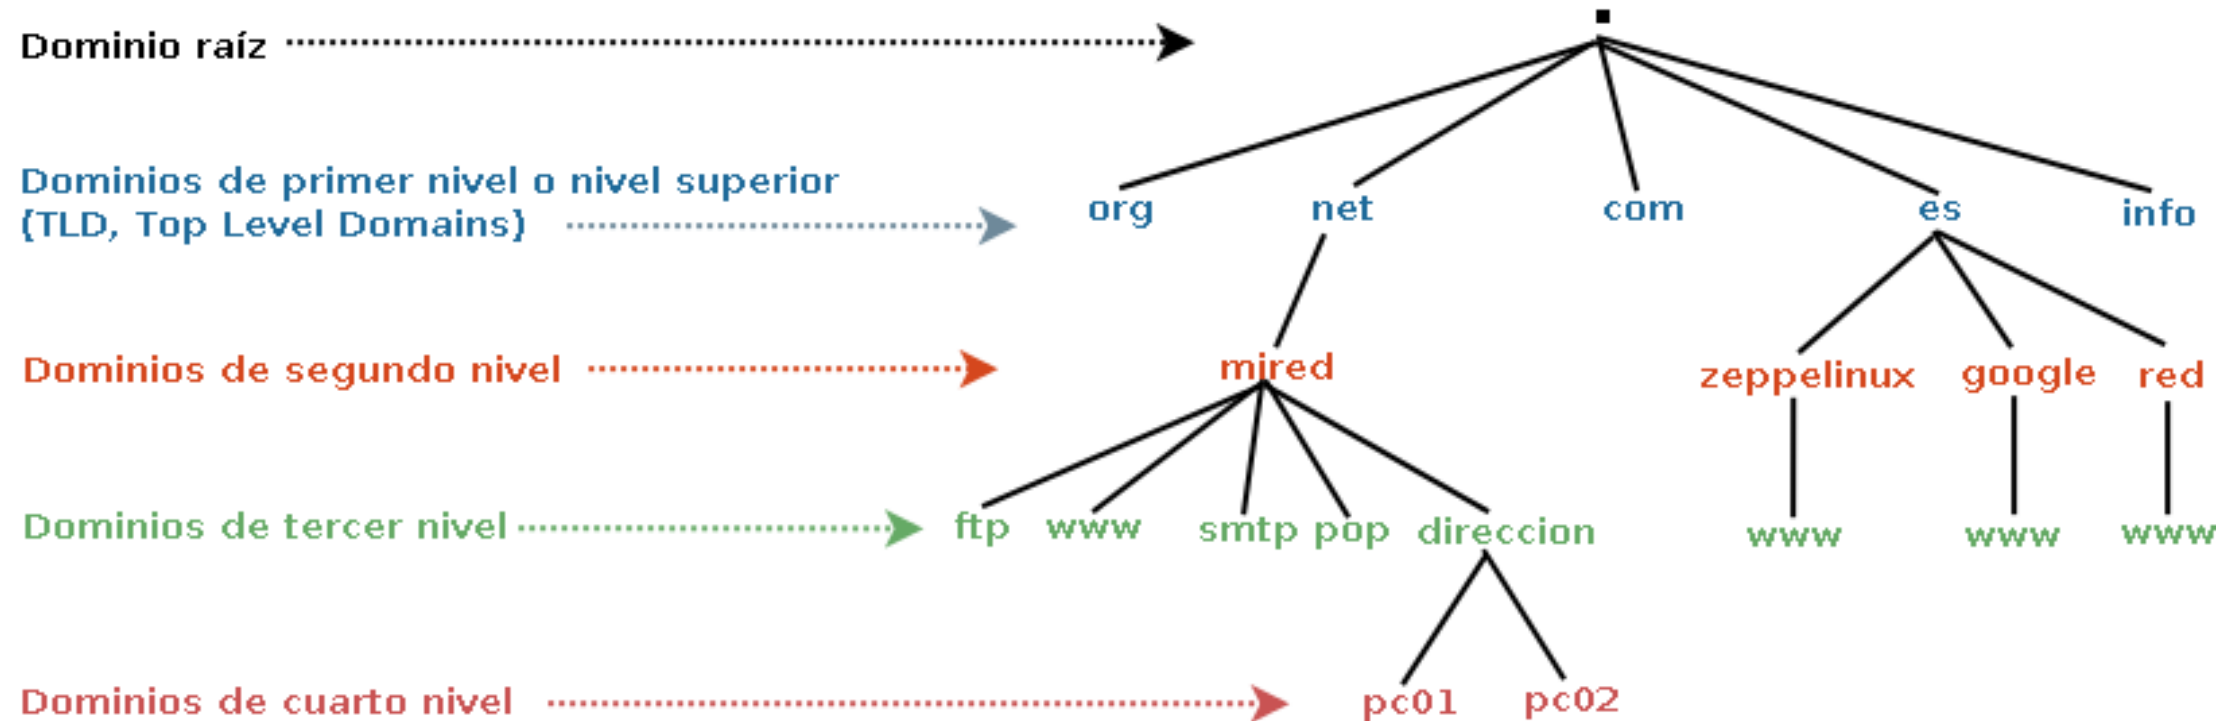 .
Dominio raíz
Dominios de primer nivel o nivel superior
(TLD, Top Level Domains)
org net com es info
Dominios de segundo nivel
mired zeppelinux google red
Dominios de tercer nivel
ftp www smtp pop direccion www www www
Dominios de cuarto nivel
pc01 pc02